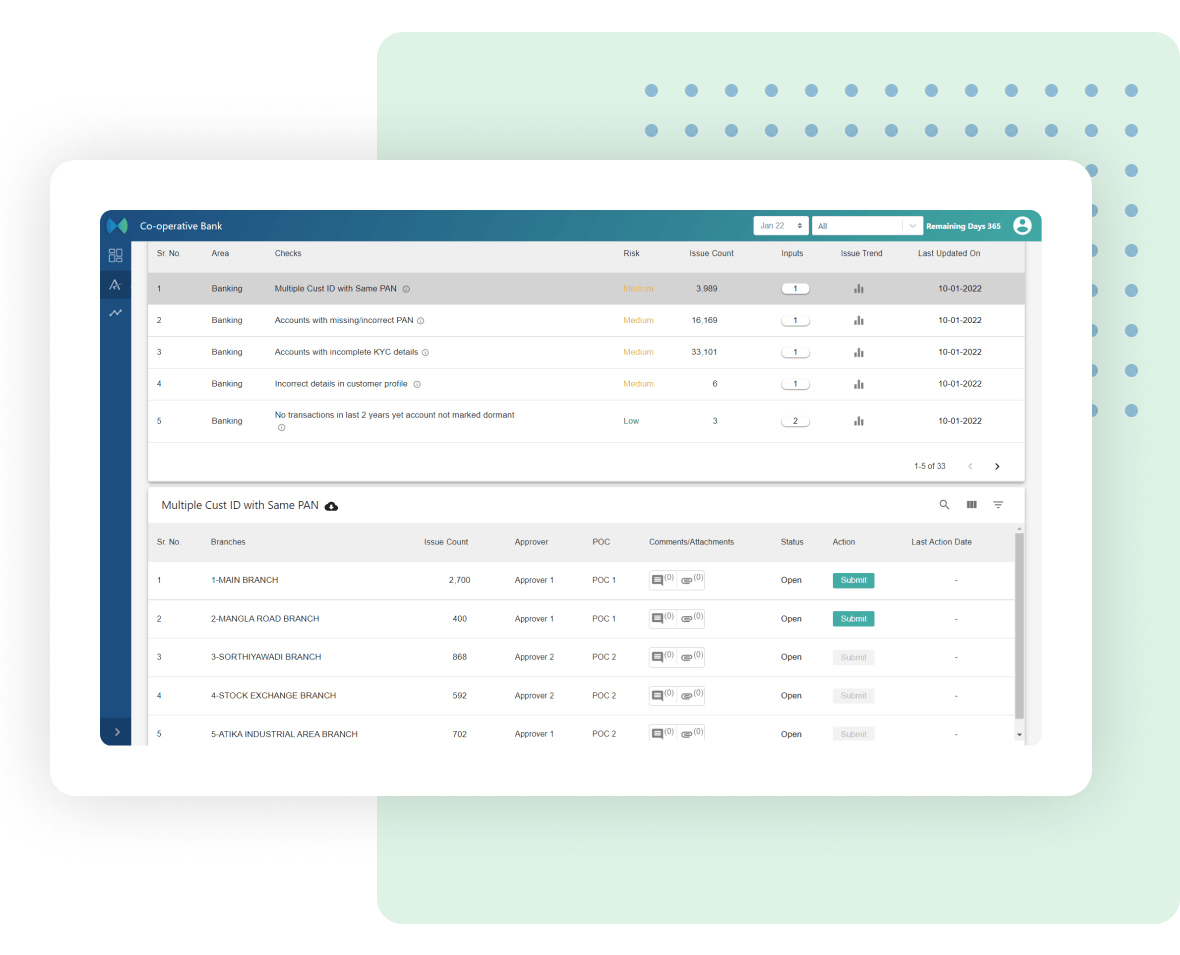 Co-operative Bank Jan 22 All Remaining Days 365
Sr. No. Area Checks Risk Issue Count Inputs Issue Trend Last Updated On
1 Banking Multiple Cust ID with Same PAN Medium 3,989 1 10-01-2022
2 Banking Accounts with missing/incorrect PAN Medium 16,169 1 10-01-2022
3 Banking Accounts with incomplete KYC details Medium 33,101 1 10-01-2022
4 Banking Incorrect details in customer profile Medium 6 1 10-01-2022
5 Banking No transactions in last 2 years yet account not marked dormant Low 3 2 10-01-2022
1-5 of 33
Multiple Cust ID with Same PAN
Sr. No. Branches Issue Count Approver POC Comments/Attachments Status Action Last Action Date
1 1-MAIN BRANCH 2,700 Approver 1 POC 1 (0) (0) Open Submit -
2 2-MANGLA ROAD BRANCH 400 Approver 1 POC 1 (0) (0) Open Submit -
3 3-SORTHIYAWADI BRANCH 868 Approver 2 POC 2 (0) (0) Open Submit -
4 4-STOCK EXCHANGE BRANCH 592 Approver 2 POC 2 (0) (0) Open Submit -
5 5-ATIKA INDUSTRIAL AREA BRANCH 702 Approver 1 POC 2 (0) (0) Open Submit -